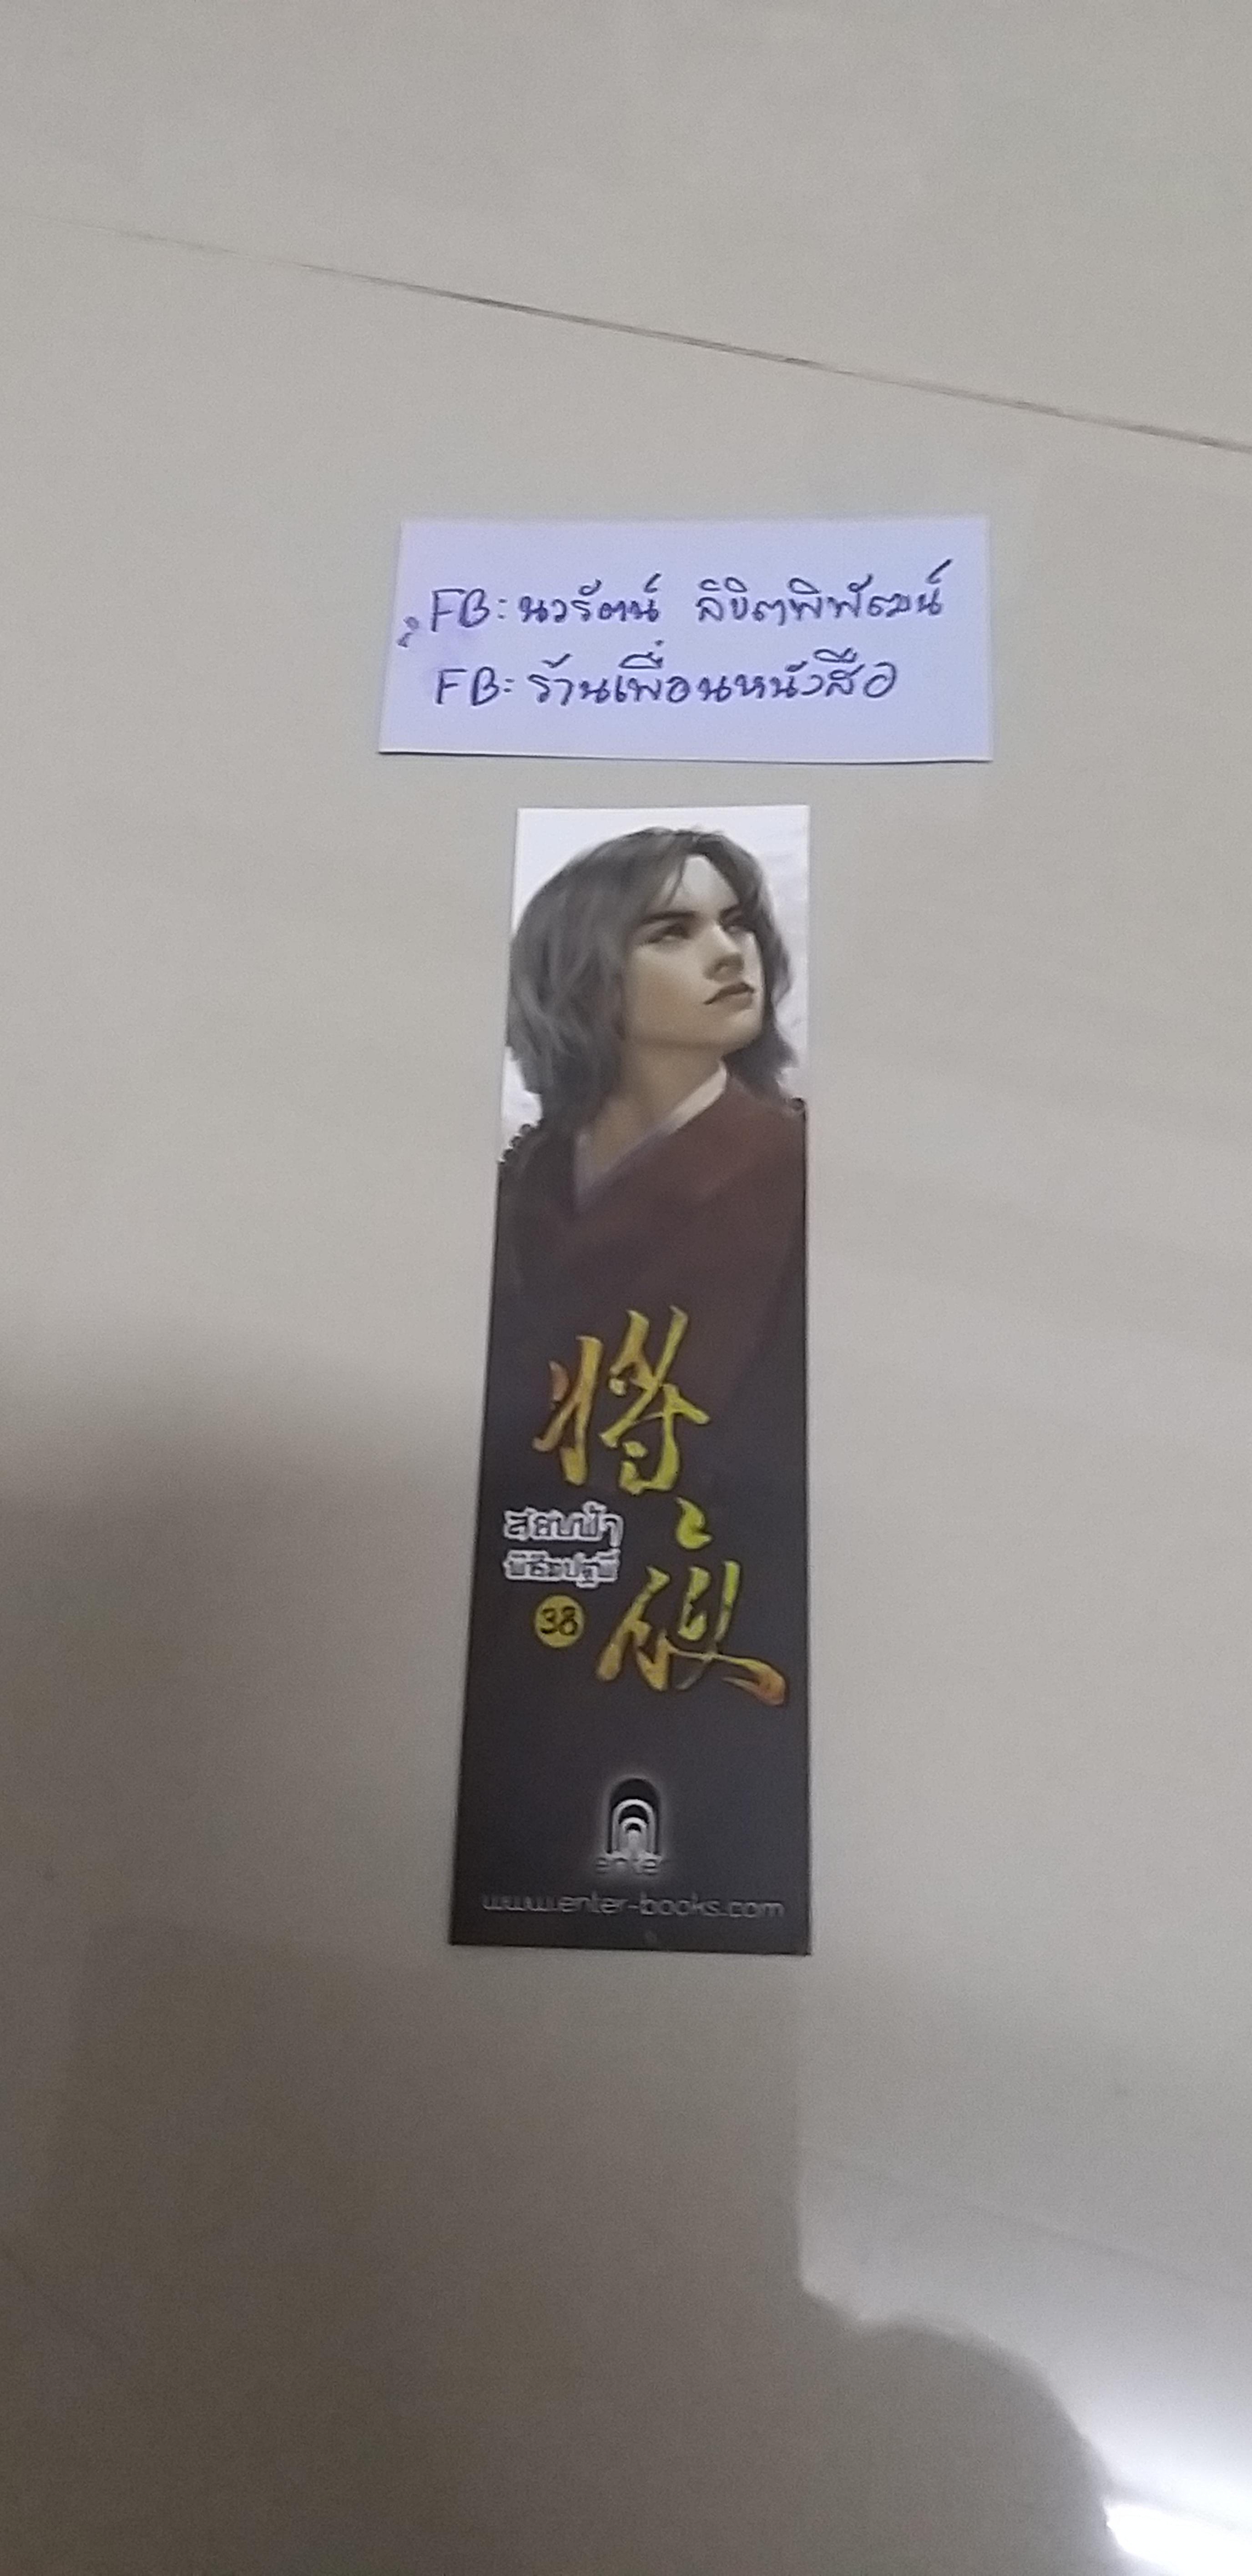 FB: นวรัตน์ ลิขิตพิพัฒน์
FB: ร้านเพื่อนหนังสือ
將夜
สยบฟ้า
พิชิตปฐพี
38
enter
www.enter-books.com